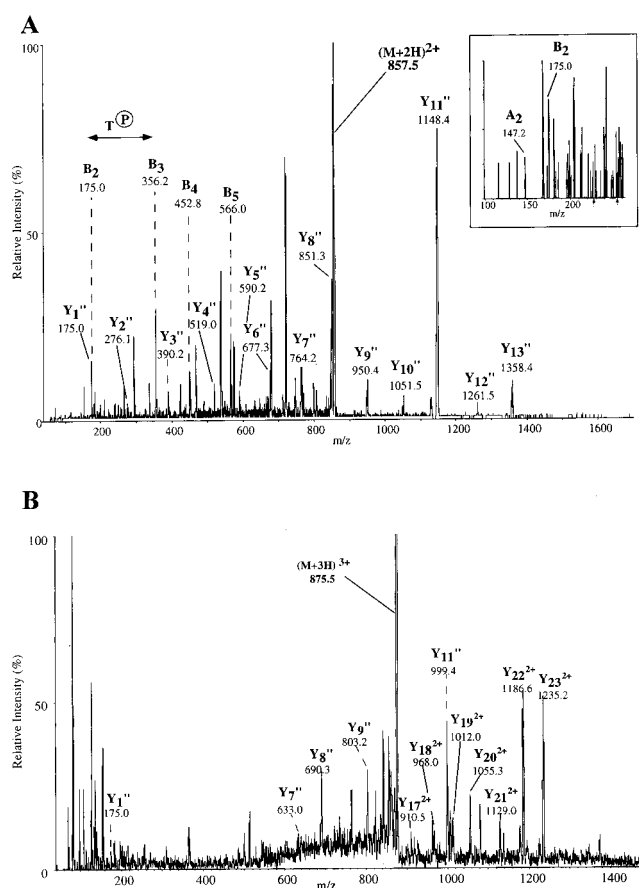 A
100
50
Relative Intensity (%)
T P
B2
175.0
B3
356.2
B4
452.8
B5
566.0
Y1"
175.0
Y2"
276.1
Y3"
390.2
Y4"
519.0
Y5"
590.2
Y6"
677.3
Y7"
764.2
Y8"
851.3
(M+2H)2+
857.5
Y9"
950.4
Y10"
1051.5
Y11"
1148.4
Y12"
1261.5
Y13"
1358.4
200 400 600 800 1000 1200 1400 1600
m/z
B2
175.0
A2
147.2
100 150 200
m/z
B
100
50
0
Relative Intensity (%)
(M+3H) 3+
875.5
Y1"
175.0
Y7"
633.0
Y8"
690.3
Y9"
803.2
Y11"
999.4
Y17 2+
910.5
Y18 2+
968.0
Y19 2+
1012.0
Y20 2+
1055.3
Y21 2+
1129.0
Y22 2+
1186.6
Y23 2+
1235.2
200 400 600 800 1000 1200 1400
m/z